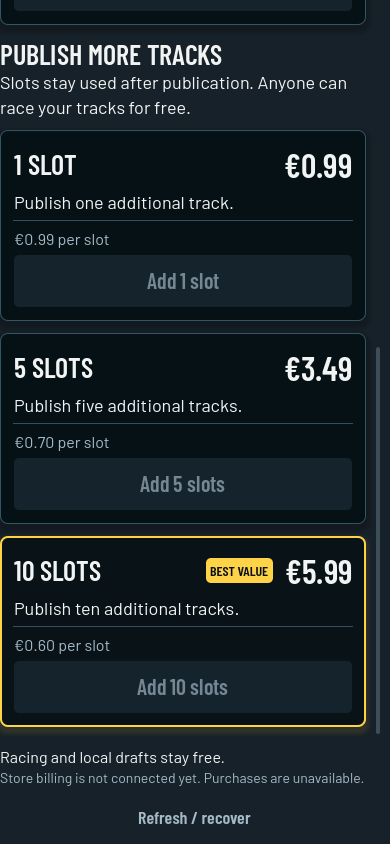 PUBLISH MORE TRACKS
Slots stay used after publication. Anyone can
race your tracks for free.
1 SLOT €0.99
Publish one additional track.
€0.99 per slot
Add 1 slot
5 SLOTS €3.49
Publish five additional tracks.
€0.70 per slot
Add 5 slots
10 SLOTS BEST VALUE €5.99
Publish ten additional tracks.
€0.60 per slot
Add 10 slots
Racing and local drafts stay free.
Store billing is not connected yet. Purchases are unavailable.
Refresh / recover